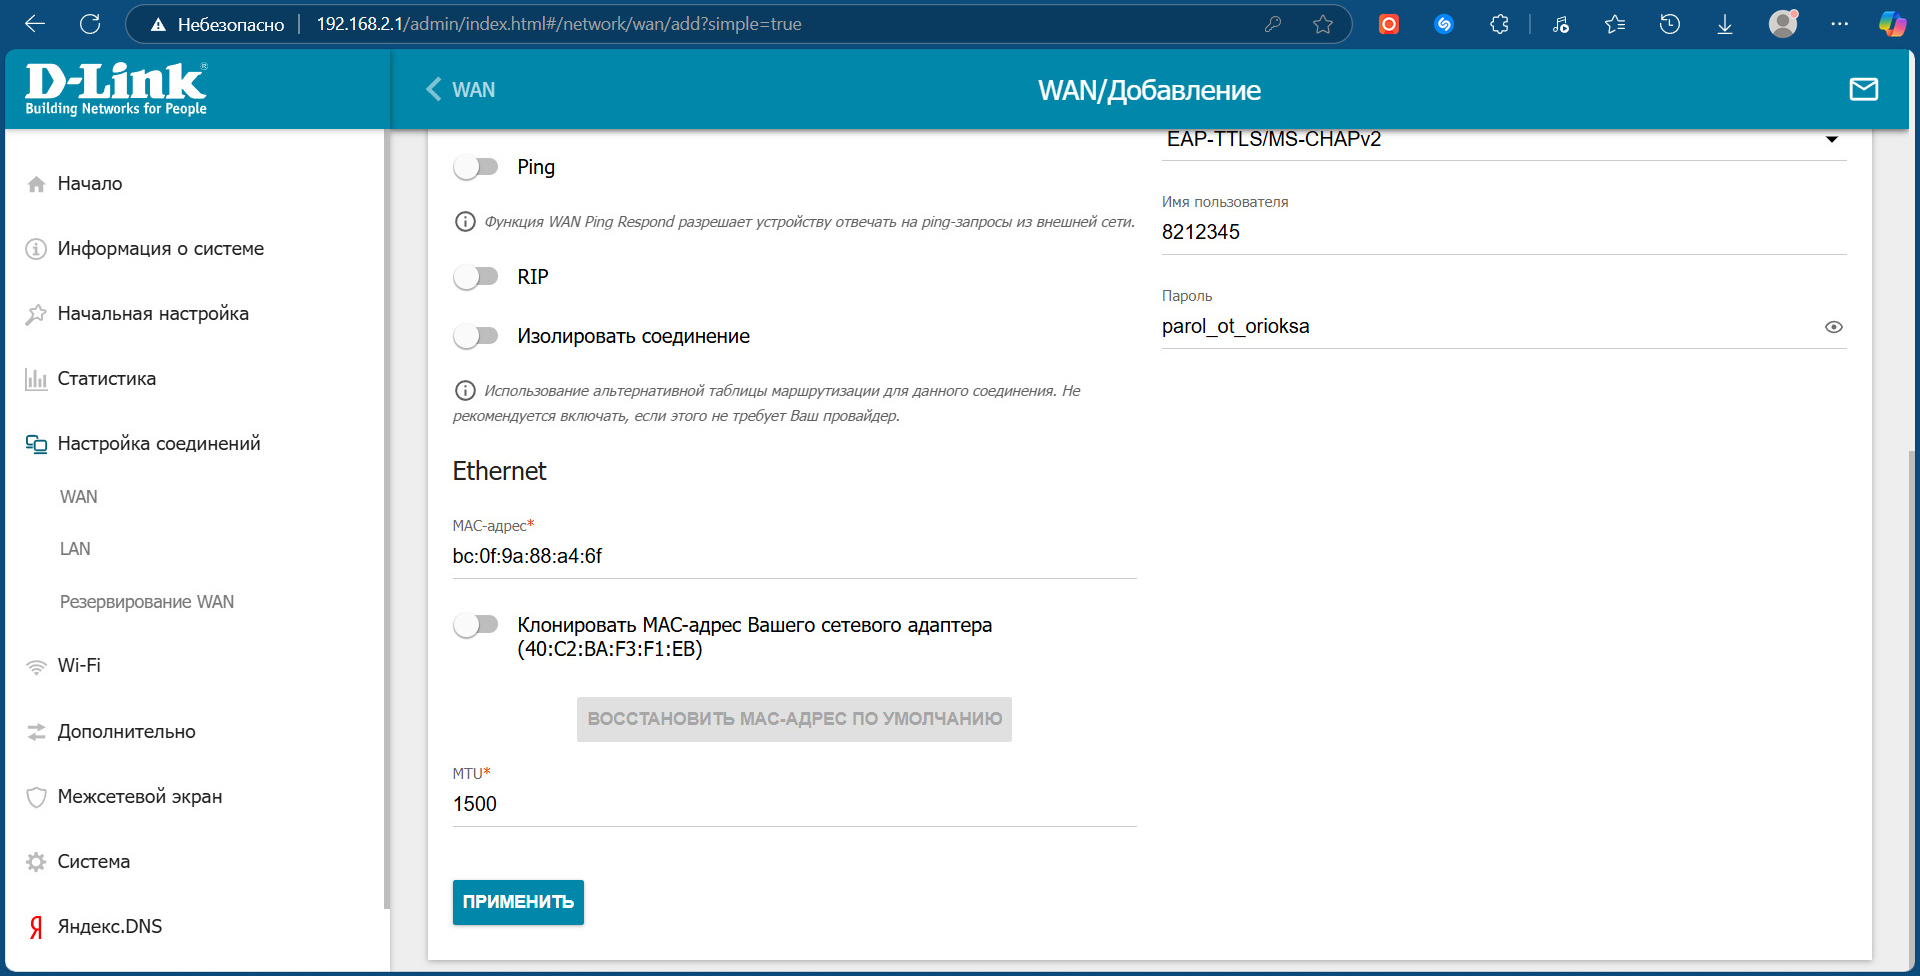 Небезопасно
192.168.2.1/admin/index.html#/network/wan/add?simple=true
D-Link®
Building Networks for People
WAN
WAN/Добавление
Начало
Информация о системе
Начальная настройка
Статистика
Настройка соединений
WAN
LAN
Резервирование WAN
Wi-Fi
Дополнительно
Межсетевой экран
Система
Яндекс.DNS
Ping
Функция WAN Ping Respond разрешает устройству отвечать на ping-запросы из внешней сети.
RIP
Изолировать соединение
Использование альтернативной таблицы маршрутизации для данного соединения. Не
рекомендуется включать, если этого не требует Ваш провайдер.
Ethernet
MAC-адрес*
bc:0f:9a:88:a4:6f
Клонировать MAC-адрес Вашего сетевого адаптера
(40:C2:BA:F3:F1:EB)
ВОССТАНОВИТЬ MAC-АДРЕС ПО УМОЛЧАНИЮ
MTU*
1500
ПРИМЕНИТЬ
EAP-TTLS/MS-CHAPv2
Имя пользователя
8212345
Пароль
parol_ot_orioksa